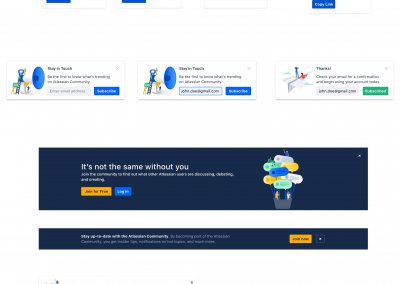 Copy Link
Stay in Touch
Be the first to know what's trending
on Atlassian Community.
Enter email address
Subscribe
Stay in Touch
Be the first to know what's trending
on Atlassian Community.
john.doe@gmail.com
Subscribe
Thanks!
Check your email for a confirmation
and begin using your account today.
john.doe@gmail.com
Subscribed
It's not the same without you
Join the community to find out what other Atlassian users are discussing, debating,
and creating.
Join for Free
Log in
Stay up-to-date with the Atlassian Community. By becoming part of the Atlassian
Community, you get insider tips, notifications on hot topics, and much more.
Join now